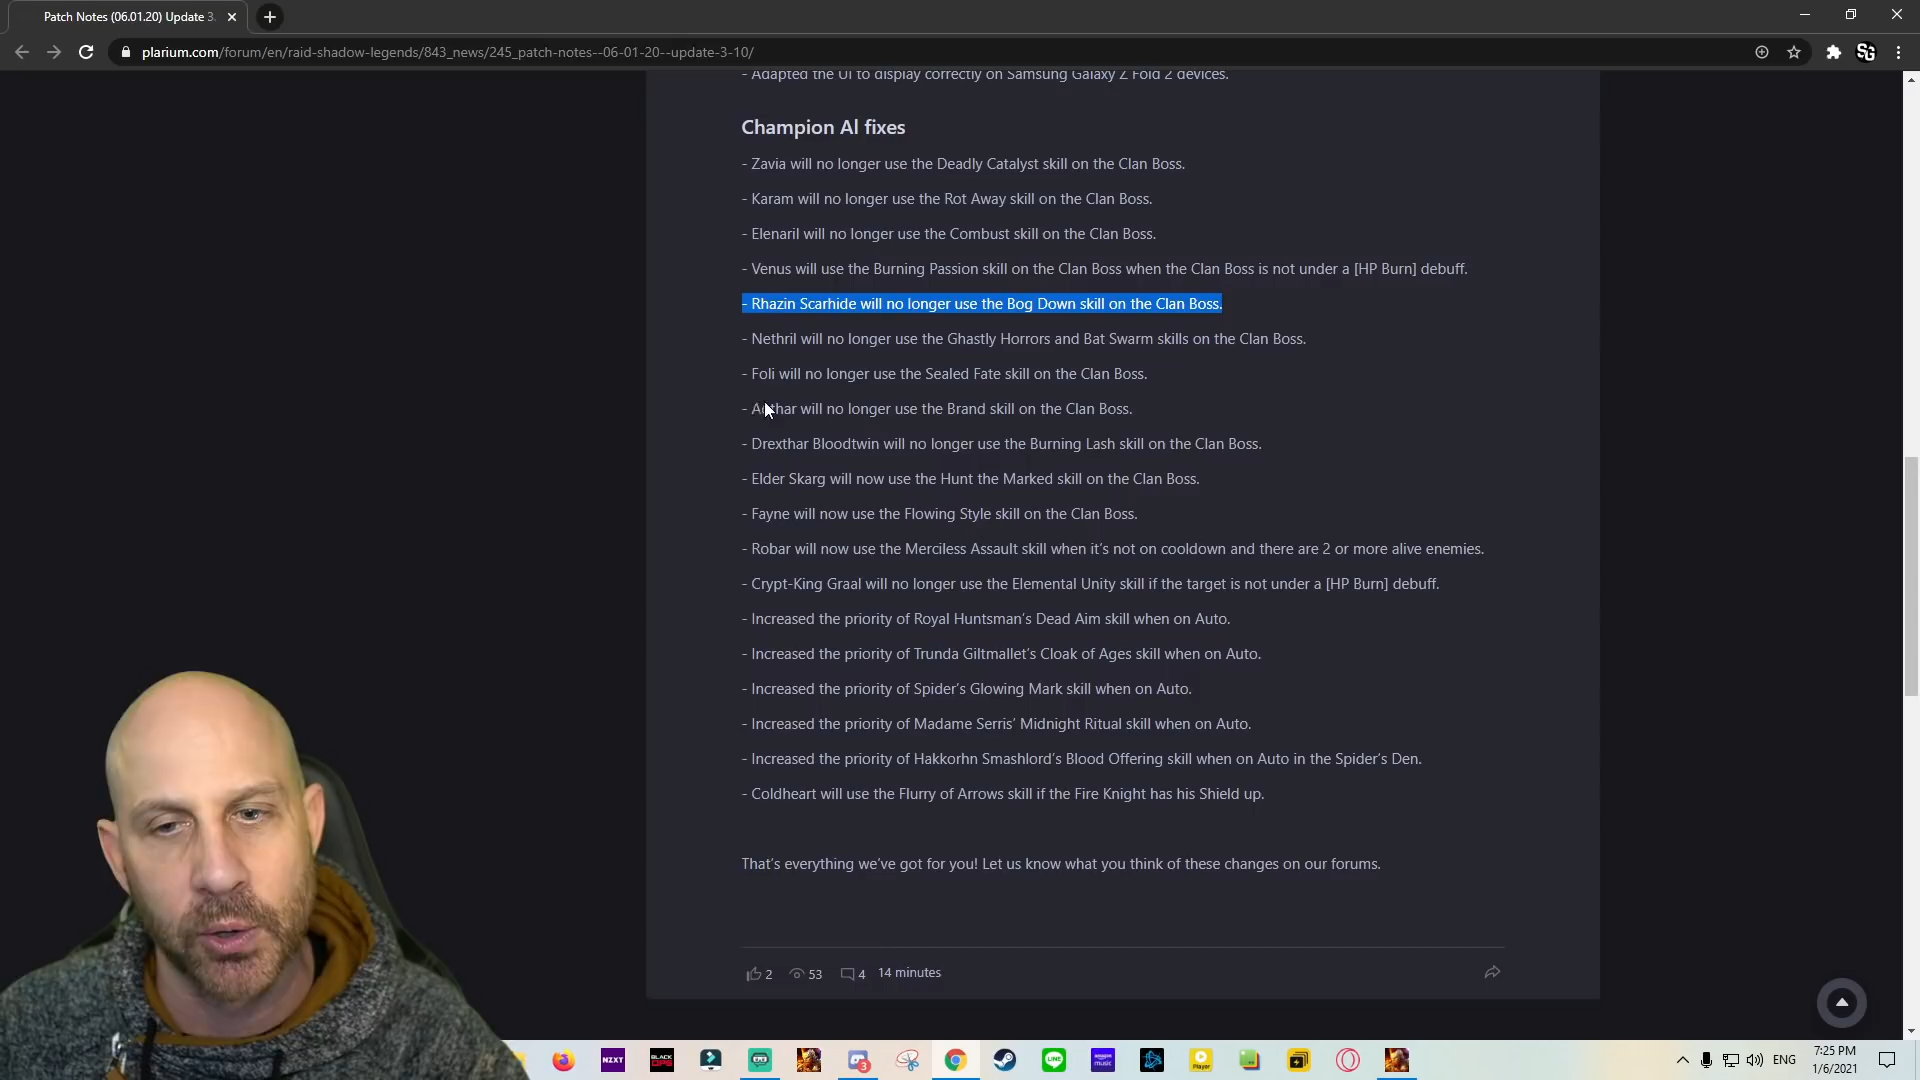 Patch Notes (06.01.20) Update 3.
plarium.com/forum/en/raid-shadow-legends/843_news/245_patch-notes--06-01-20--update-3-10/
SG
- Adapted the UI to display correctly on Samsung Galaxy Z Fold 2 devices.
Champion AI fixes
- Zavia will no longer use the Deadly Catalyst skill on the Clan Boss.
- Karam will no longer use the Rot Away skill on the Clan Boss.
- Elenaril will no longer use the Combust skill on the Clan Boss.
- Venus will use the Burning Passion skill on the Clan Boss when the Clan Boss is not under a [HP Burn] debuff.
- Rhazin Scarhide will no longer use the Bog Down skill on the Clan Boss.
- Nethril will no longer use the Ghastly Horrors and Bat Swarm skills on the Clan Boss.
- Foli will no longer use the Sealed Fate skill on the Clan Boss.
- will no longer use the Brand skill on the Clan Boss.
- Drexthar Bloodtwin will no longer use the Burning Lash skill on the Clan Boss.
- Elder Skarg will now use the Hunt the Marked skill on the Clan Boss.
- Fayne will now use the Flowing Style skill on the Clan Boss.
- Robar will now use the Merciless Assault skill when it's not on cooldown and there are 2 or more alive enemies.
- Crypt-King Graal will no longer use the Elemental Unity skill if the target is not under a [HP Burn] debuff.
- Increased the priority of Royal Huntsman's Dead Aim skill when on Auto.
- Increased the priority of Trunda Giltmallet's Cloak of Ages skill when on Auto.
- Increased the priority of Spider's Glowing Mark skill when on Auto.
- Increased the priority of Madame Serris' Midnight Ritual skill when on Auto.
- Increased the priority of Hakkorhn Smashlord's Blood Offering skill when on Auto in the Spider's Den.
- Coldheart will use the Flurry of Arrows skill if the Fire Knight has his Shield up.
That's everything we've got for you! Let us know what you think of these changes on our forums.
2 53 4 14 minutes
NZXT
BLACK OPS
3
LINE
amazon music
Player
ENG
7:25 PM
1/6/2021